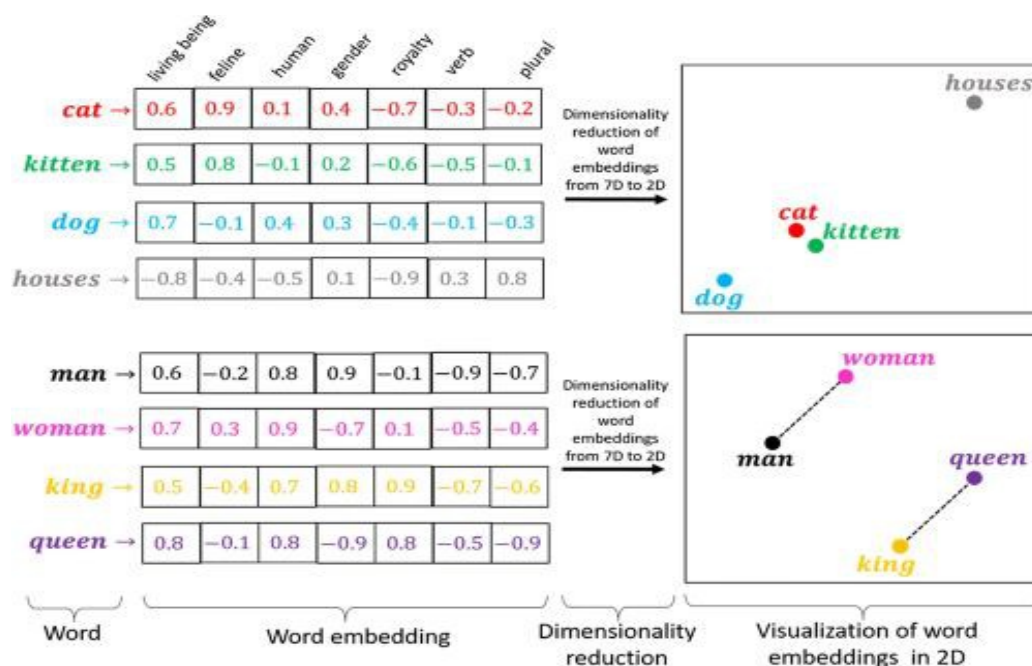 living being feline human gender royalty verb plural
cat → 0.6 0.9 0.1 0.4 −0.7 −0.3 −0.2
kitten → 0.5 0.8 −0.1 0.2 −0.6 −0.5 −0.1
dog → 0.7 −0.1 0.4 0.3 −0.4 −0.1 −0.3
houses → −0.8 −0.4 −0.5 0.1 −0.9 0.3 0.8
Dimensionality
reduction of
word
embeddings
from 7D to 2D
houses
cat
kitten
dog
man → 0.6 −0.2 0.8 0.9 −0.1 −0.9 −0.7
woman → 0.7 0.3 0.9 −0.7 0.1 −0.5 −0.4
king → 0.5 −0.4 0.7 0.8 0.9 −0.7 −0.6
queen → 0.8 −0.1 0.8 −0.9 0.8 −0.5 −0.9
Dimensionality
reduction of
word
embeddings
from 7D to 2D
woman
man
queen
king
Word
Word embedding
Dimensionality
reduction
Visualization of word
embeddings in 2D